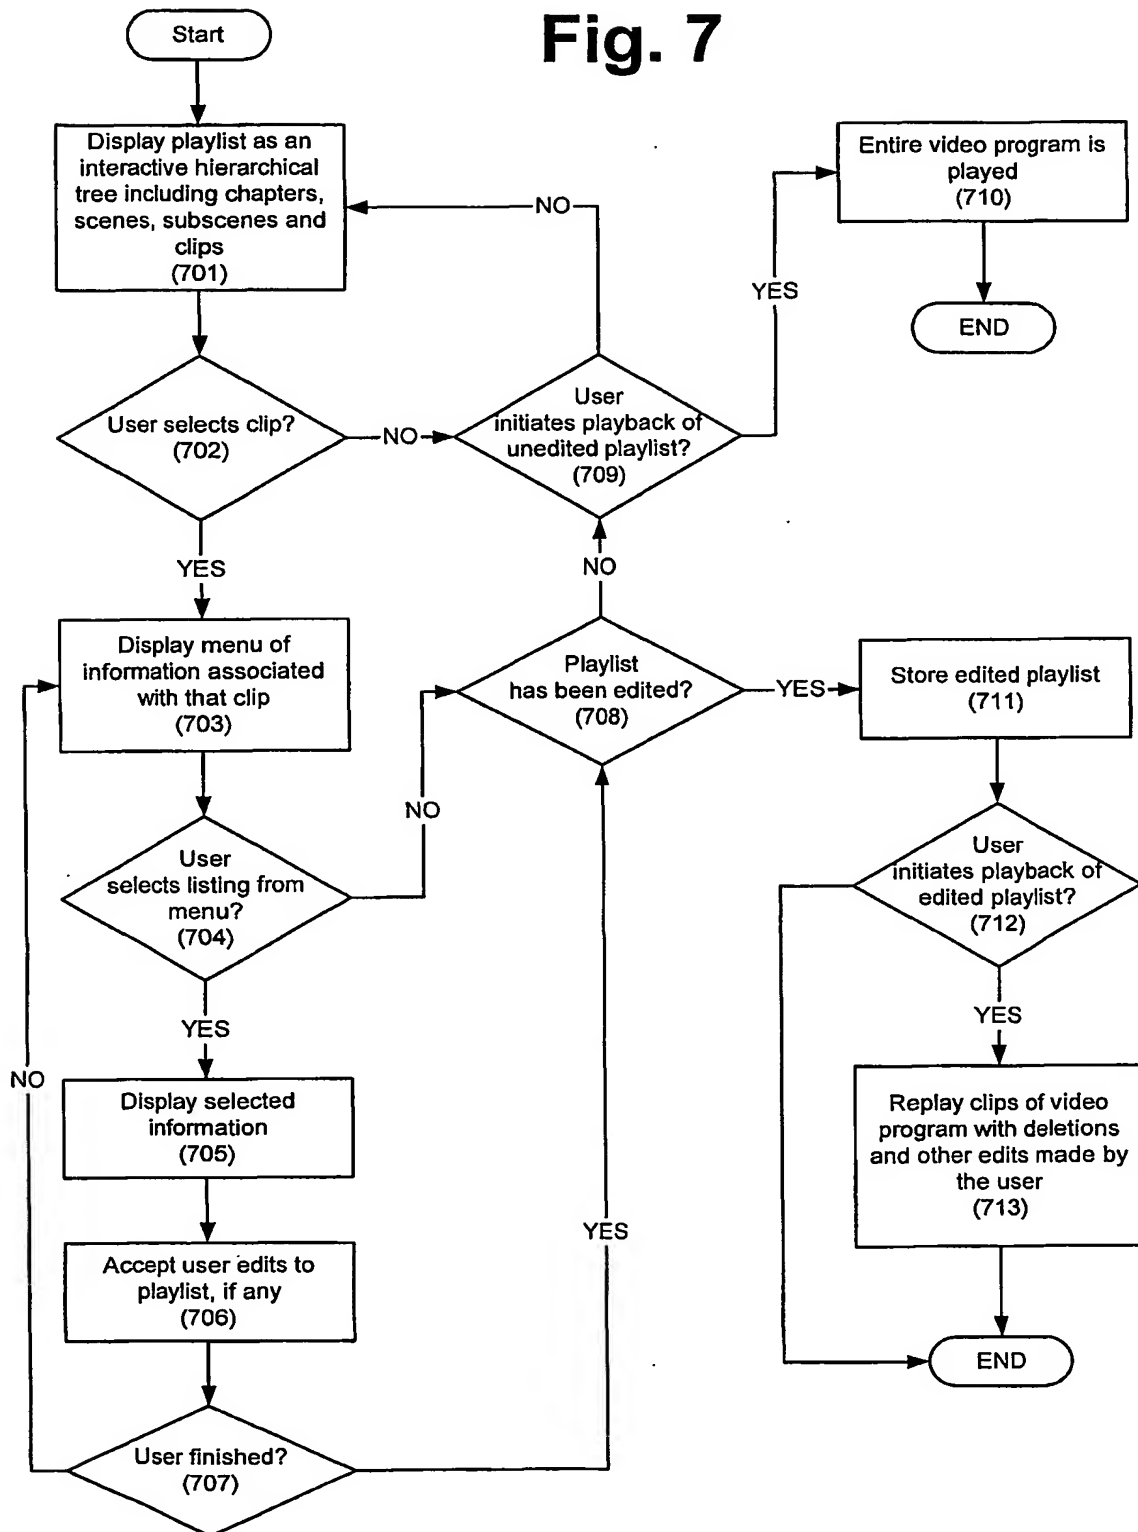 Fig. 7
Start
Display playlist as an
interactive hierarchical
tree including chapters,
scenes, subscenes and
clips
(701)
NO
Entire video program is
played
(710)
YES
END
User selects clip?
(702)
NO
User
initiates playback of
unedited playlist?
(709)
YES
NO
Display menu of
information associated
with that clip
(703)
Playlist
has been edited?
(708)
YES
Store edited playlist
(711)
NO
User
selects listing from
menu?
(704)
User
initiates playback of
edited playlist?
(712)
YES
YES
NO
Display selected
information
(705)
Replay clips of video
program with deletions
and other edits made by
the user
(713)
YES
Accept user edits to
playlist, if any
(706)
END
User finished?
(707)